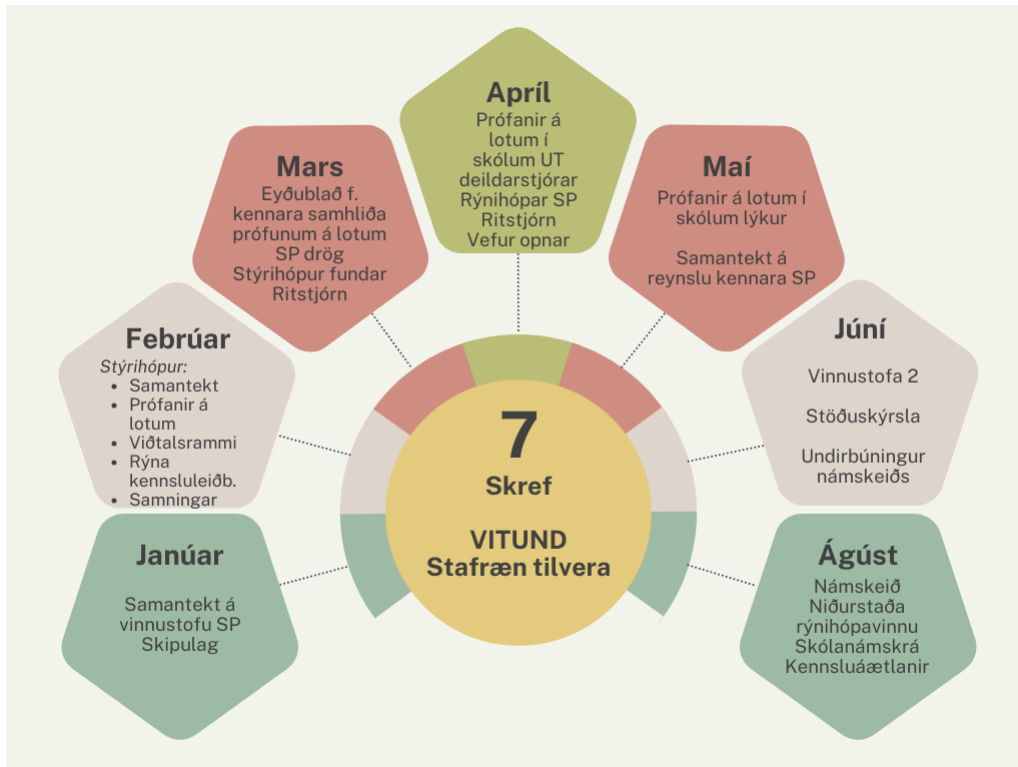 Apríl
Prófanir á
lotum í
skólum UT
deildarstjórar
Rýnihópar SP
Ritstjórn
Vefur opnar
Mars
Eyðublað f.
kennara samhliða
prófunum á lotum
SP drög
Stýrihópur fundar
Ritstjórn
Maí
Prófanir á lotum í
skólum lýkur
Samantekt á
reynslu kennara SP
Febrúar
Stýrihópur:
• Samantekt
• Prófanir á
lotum
• Viðtalsrammi
• Rýna
kennsluleiðb.
• Samningar
Júní
Vinnustofa 2
Stöðuskýrsla
Undirbúningur
námskeiðs
7
Skref
VITUND
Stafræn tilvera
Janúar
Samantekt á
vinnustofu SP
Skipulag
Ágúst
Námskeið
Niðurstaða
rýnihópavinnu
Skólanámskrá
Kennsluáætlanir